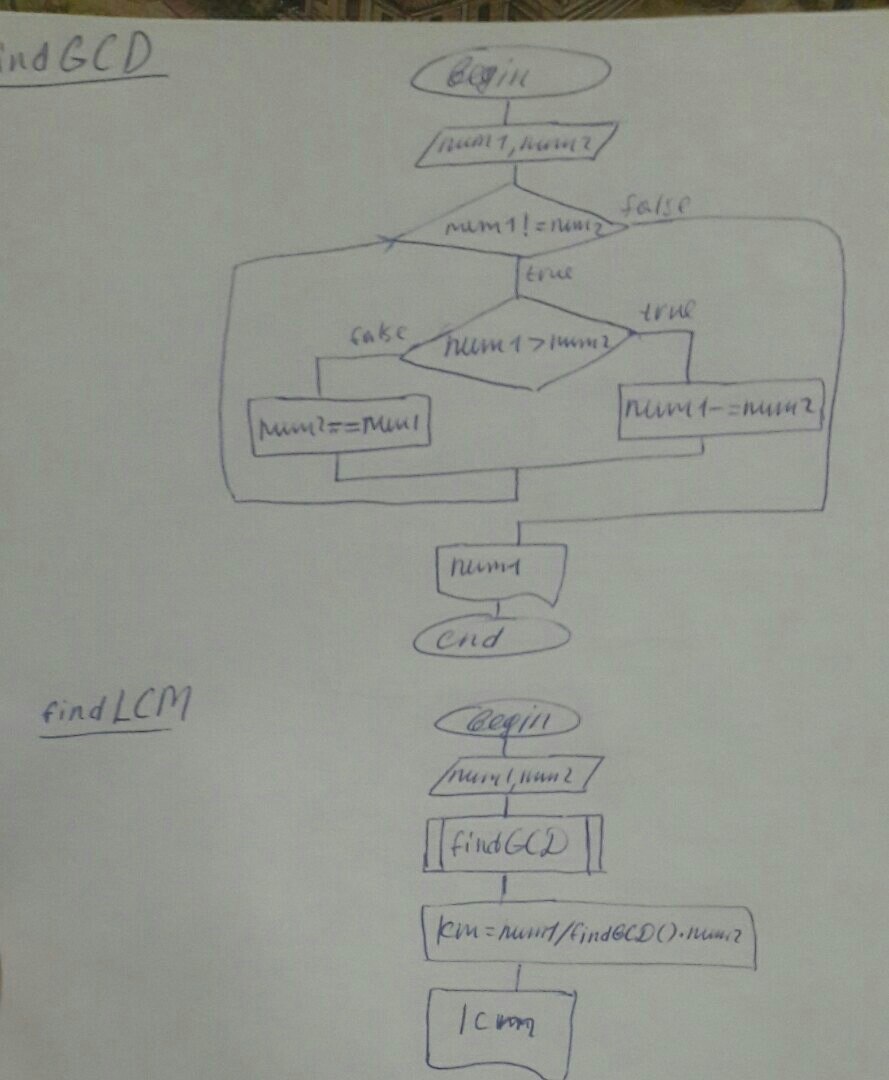 indGCD
Begin
num1, num2
num1!=num2
false
true
num1>num2
false
true
num2==num1
num1-=num2
num1
end
findLCM
Begin
num1, num2
findGCD
lcm=num1/findGCD()·num2
lcm